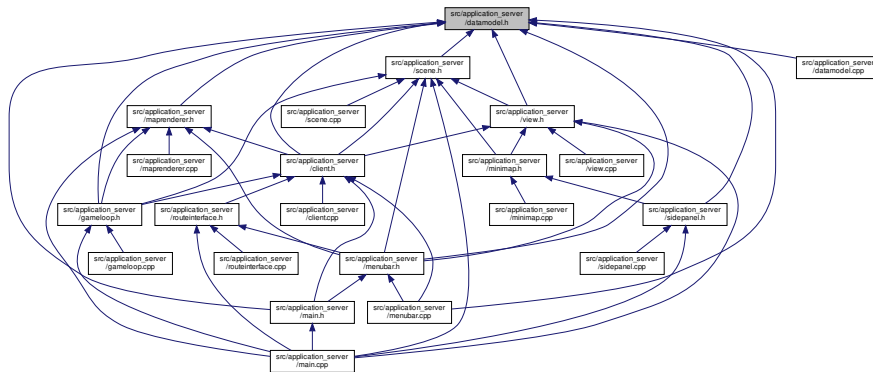 src/application_server
/datamodel.h
src/application_server
/scene.h
src/application_server
/datamodel.cpp
src/application_server
/maprenderer.h
src/application_server
/scene.cpp
src/application_server
/view.h
src/application_server
/maprenderer.cpp
src/application_server
/client.h
src/application_server
/minimap.h
src/application_server
/view.cpp
src/application_server
/gameloop.h
src/application_server
/routeinterface.h
src/application_server
/client.cpp
src/application_server
/minimap.cpp
src/application_server
/sidepanel.h
src/application_server
/gameloop.cpp
src/application_server
/routeinterface.cpp
src/application_server
/menubar.h
src/application_server
/sidepanel.cpp
src/application_server
/main.h
src/application_server
/menubar.cpp
src/application_server
/main.cpp